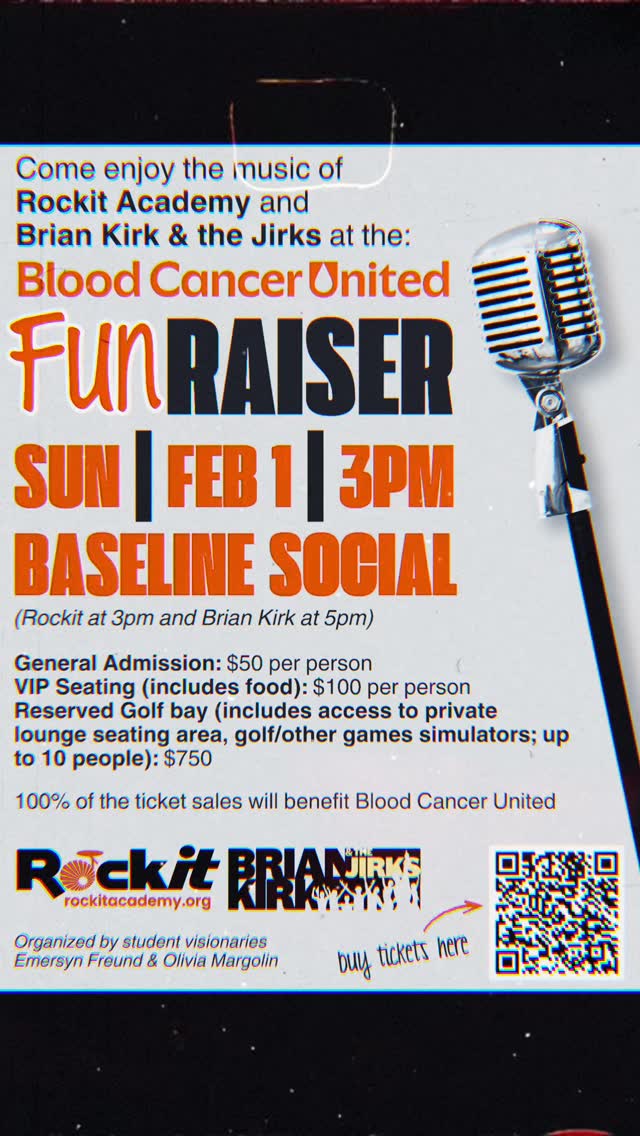 Come enjoy the music of
Rockit Academy and
Brian Kirk & the Jirks at the:
Blood Cancer United
FunRAISER
SUN | FEB 1 | 3PM
BASELINE SOCIAL
(Rockit at 3pm and Brian Kirk at 5pm)
General Admission: $50 per person
VIP Seating (includes food): $100 per person
Reserved Golf bay (includes access to private
lounge seating area, golf/other games simulators; up
to 10 people): $750
100% of the ticket sales will benefit Blood Cancer United
Rockit
rockitacademy.org
BRIAN KIRK & THE JIRKS
Organized by student visionaries
Emersyn Freund & Olivia Margolin
buy tickets here